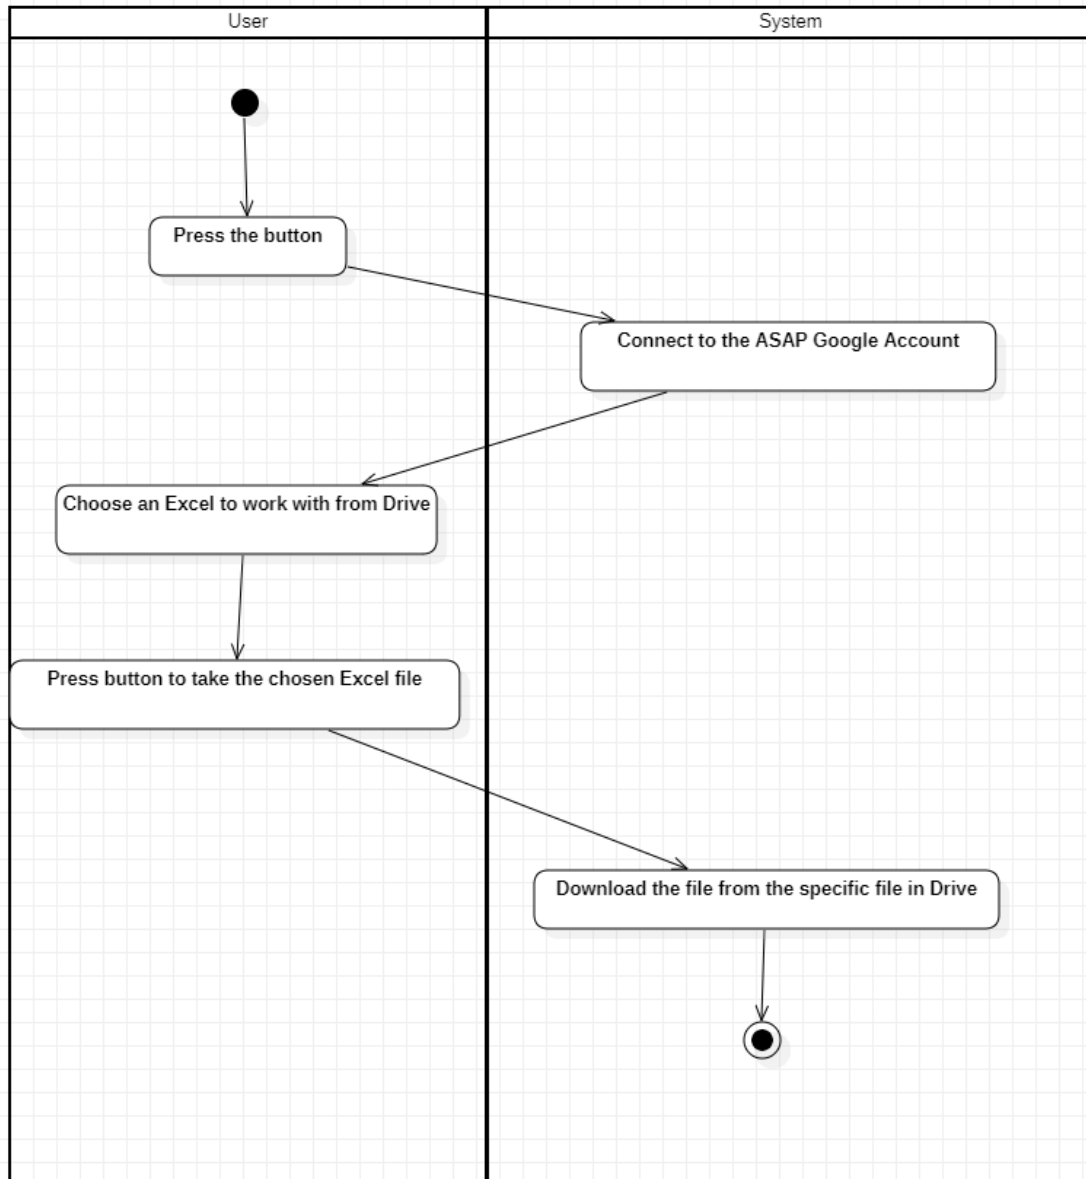 User
System
Press the button
Connect to the ASAP Google Account
Choose an Excel to work with from Drive
Press button to take the chosen Excel file
Download the file from the specific file in Drive